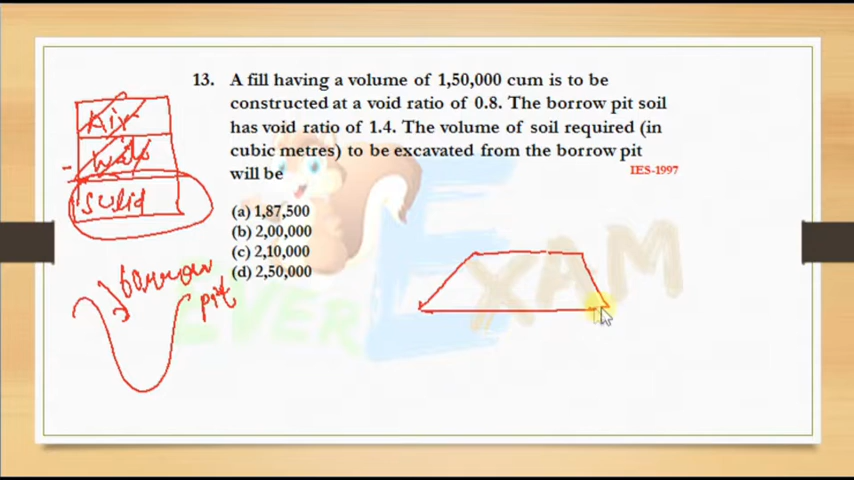 13. A fill having a volume of 1,50,000 cum is to be
constructed at a void ratio of 0.8. The borrow pit soil
has void ratio of 1.4. The volume of soil required (in
cubic metres) to be excavated from the borrow pit
will be
IES-1997
(a) 1,87,500
(b) 2,00,000
(c) 2,10,000
(d) 2,50,000
Air
solid
borrow
pit
EVER
EXAM